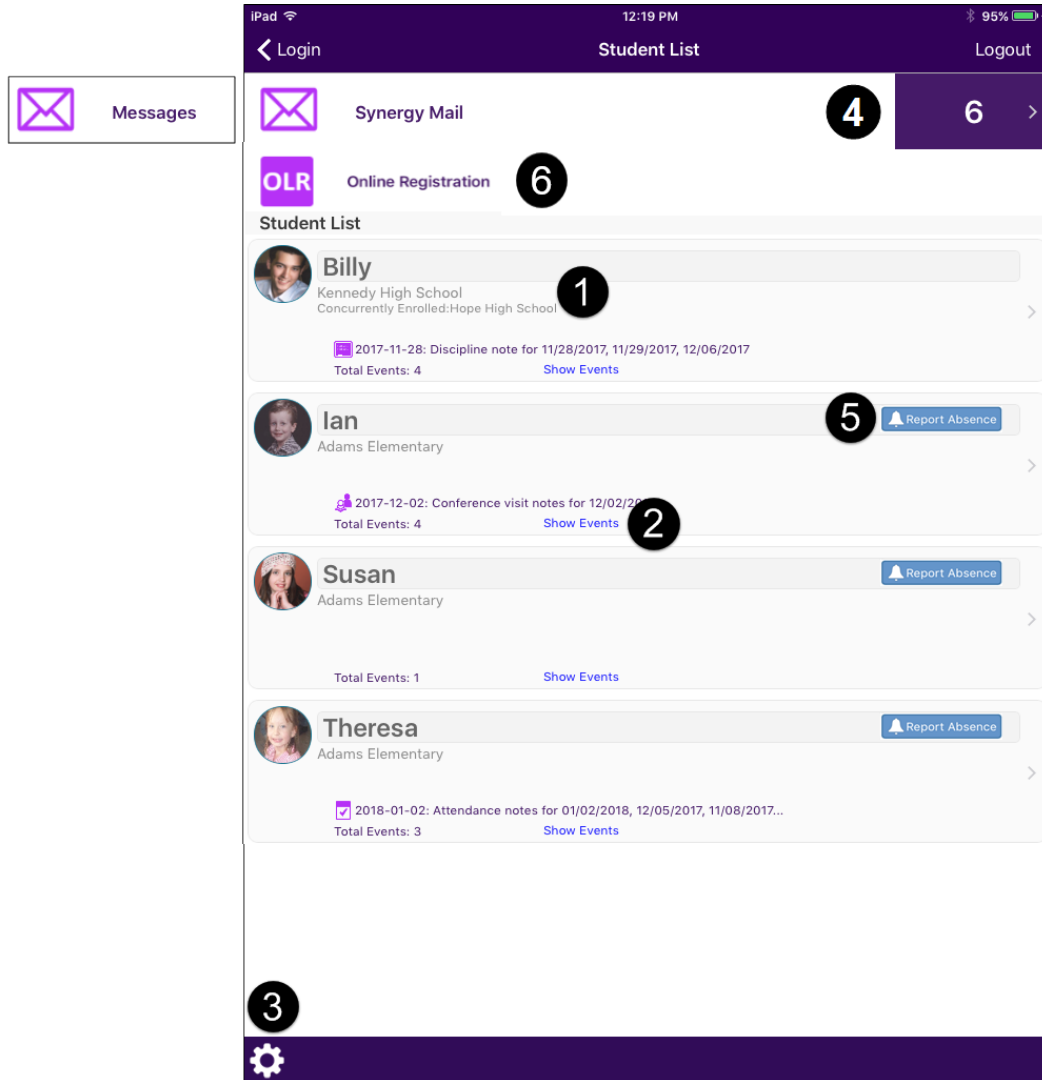 iPad 12:19 PM 95%
Login Student List Logout
Messages
Synergy Mail 4 6
OLR Online Registration 6
Student List
Billy
1
Kennedy High School
Concurrently Enrolled:Hope High School
2017-11-28: Discipline note for 11/28/2017, 11/29/2017, 12/06/2017
Total Events: 4 Show Events
Ian 5 Report Absence
Adams Elementary
2017-12-02: Conference visit notes for 12/02/20
Total Events: 4 Show Events 2
Susan Report Absence
Adams Elementary
Total Events: 1 Show Events
Theresa Report Absence
Adams Elementary
2018-01-02: Attendance notes for 01/02/2018, 12/05/2017, 11/08/2017...
Total Events: 3 Show Events
3